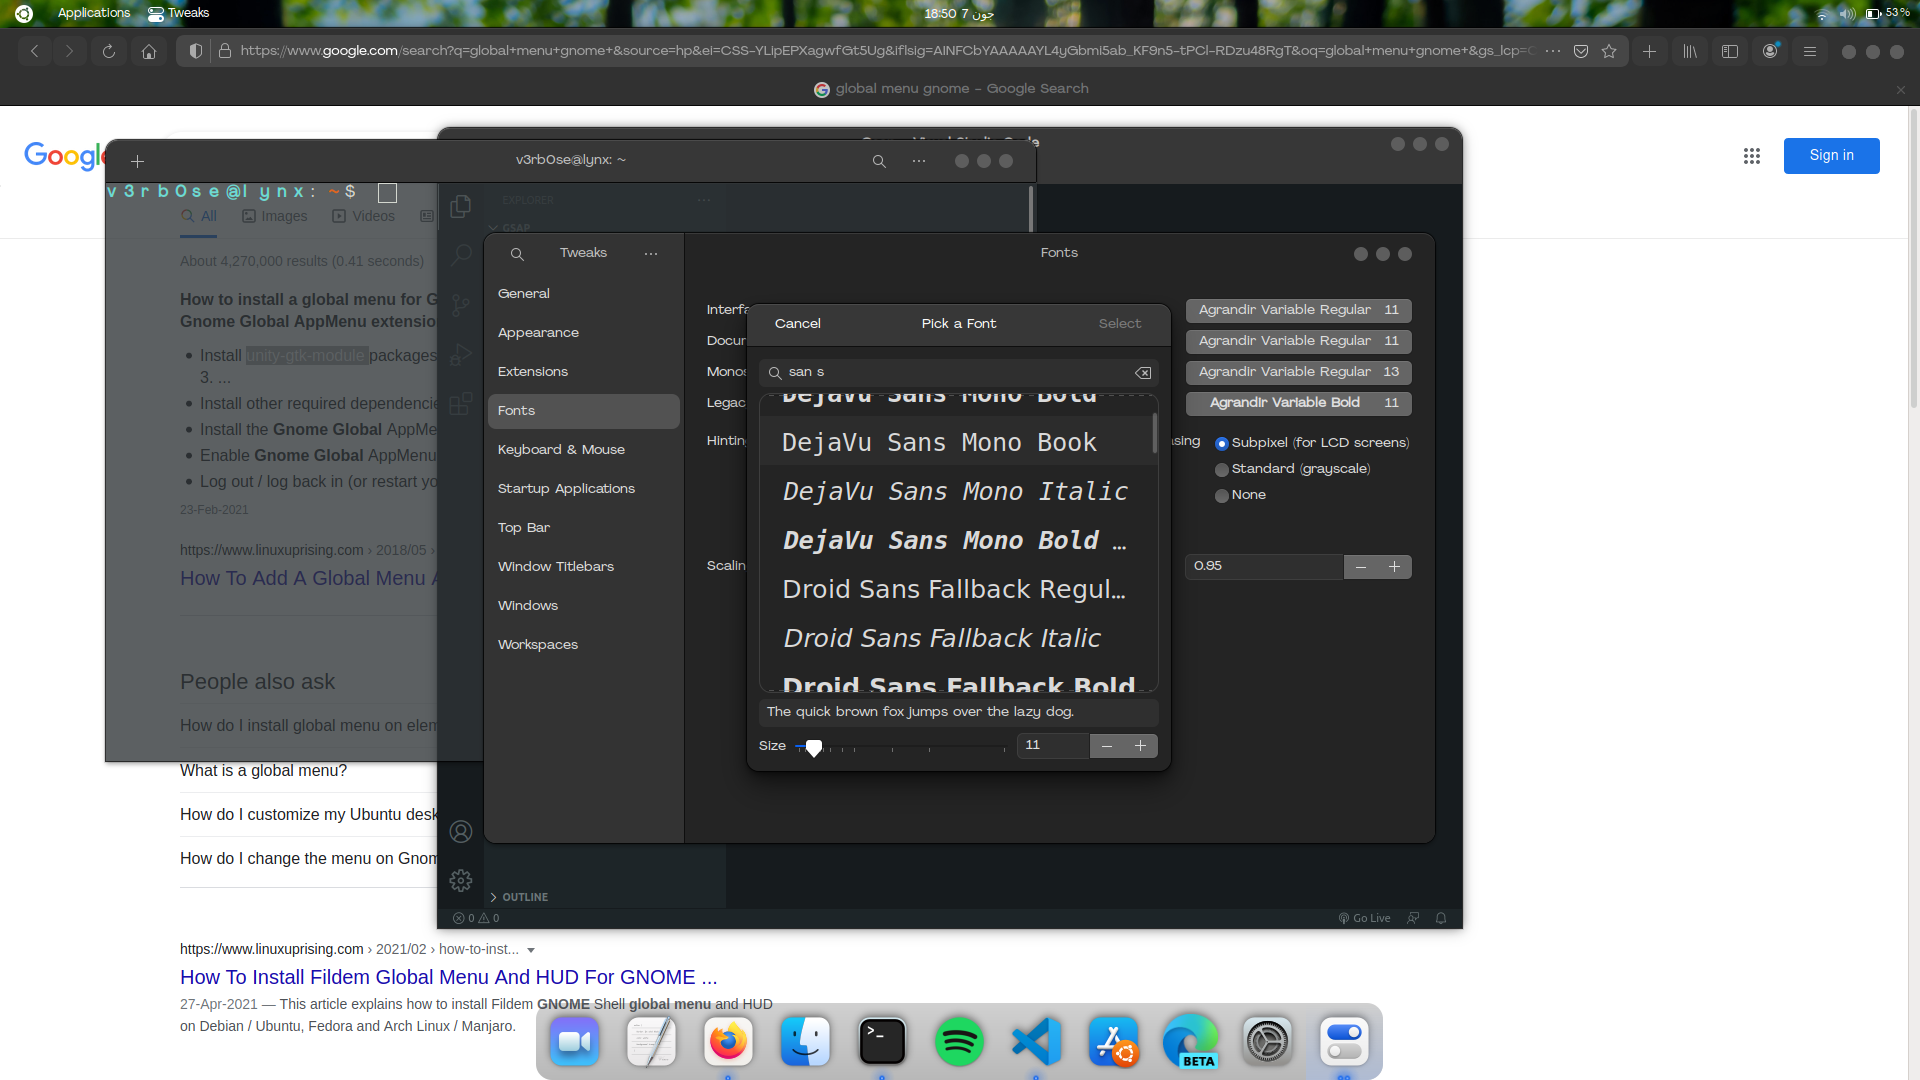 Applications
Tweaks
18:50 7 جون
53%
https://www.google.com/search?q=global+menu+gnome+&source=hp&ei=CSS-YLipEPXagwfGt5Ug&iflsig=AINFCbYAAAAAYL4yGbmi5ab_KF9n5-tPCI-RDzu48RgT&oq=global+menu+gnome+&gs_lcp=C
global menu gnome - Google Search
Sign in
v3rb0se@lynx: ~
v3rb0se@lynx: ~$
All
Images
Videos
About 4,270,000 results (0.41 seconds)
How to install a global menu for G
Gnome Global AppMenu extensio
Install unity-gtk-module packages
3. ...
Install other required dependencie
Install the Gnome Global AppMe
Enable Gnome Global AppMenu
Log out / log back in (or restart yo
23-Feb-2021
https://www.linuxuprising.com › 2018/05 ›
How To Add A Global Menu A
People also ask
How do I install global menu on elem
What is a global menu?
How do I customize my Ubuntu desk
How do I change the menu on Gnom
https://www.linuxuprising.com › 2021/02 › how-to-inst...
How To Install Fildem Global Menu And HUD For GNOME ...
27-Apr-2021 — This article explains how to install Fildem GNOME Shell global menu and HUD
on Debian / Ubuntu, Fedora and Arch Linux / Manjaro.
EXPLORER
GSAP
OUTLINE
0 0
Go Live
Tweaks
Fonts
General
Appearance
Extensions
Fonts
Keyboard & Mouse
Startup Applications
Top Bar
Window Titlebars
Windows
Workspaces
Interfa
Agrandir Variable Regular 11
Docur
Agrandir Variable Regular 11
Monos
Agrandir Variable Regular 13
Legac
Agrandir Variable Bold 11
Hintin
asing
Subpixel (for LCD screens)
Standard (grayscale)
None
Scalin
0.95
Cancel
Pick a Font
Select
san s
DejaVu Sans Mono Bold
DejaVu Sans Mono Book
DejaVu Sans Mono Italic
DejaVu Sans Mono Bold ...
Droid Sans Fallback Regul...
Droid Sans Fallback Italic
Droid Sans Fallback Bold
The quick brown fox jumps over the lazy dog.
Size
11
BETA